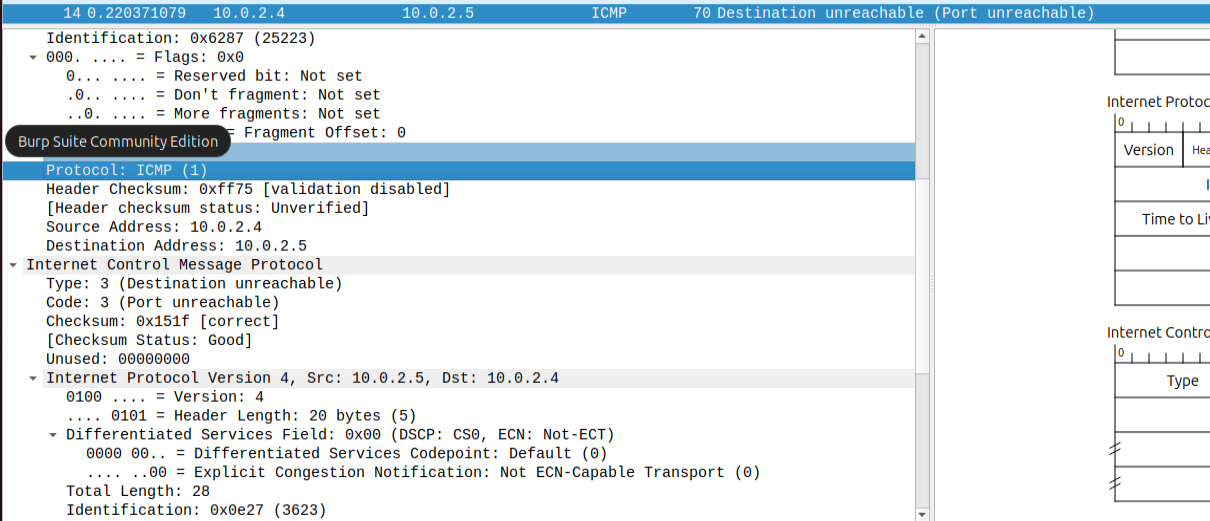 14 0.220371079 10.0.2.4 10.0.2.5 ICMP 70 Destination unreachable (Port unreachable)
Identification: 0x6287 (25223)
000. .... = Flags: 0x0
0... .... = Reserved bit: Not set
.0.. .... = Don't fragment: Not set
..0. .... = More fragments: Not set
= Fragment Offset: 0
Burp Suite Community Edition
Protocol: ICMP (1)
Header Checksum: 0xff75 [validation disabled]
[Header checksum status: Unverified]
Source Address: 10.0.2.4
Destination Address: 10.0.2.5
Internet Control Message Protocol
Type: 3 (Destination unreachable)
Code: 3 (Port unreachable)
Checksum: 0x151f [correct]
[Checksum Status: Good]
Unused: 00000000
Internet Protocol Version 4, Src: 10.0.2.5, Dst: 10.0.2.4
0100 .... = Version: 4
.... 0101 = Header Length: 20 bytes (5)
Differentiated Services Field: 0x00 (DSCP: CS0, ECN: Not-ECT)
0000 00.. = Differentiated Services Codepoint: Default (0)
.... ..00 = Explicit Congestion Notification: Not ECN-Capable Transport (0)
Total Length: 28
Identification: 0x0e27 (3623)
Internet Protoc
0
Version Hea
Time to Li
Internet Contro
0
Type